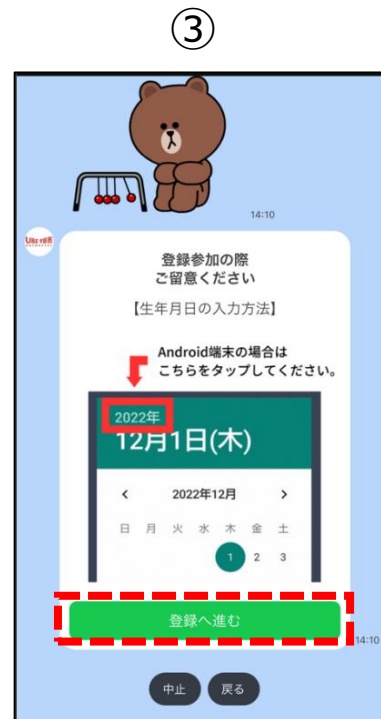 ③
14:10
登録参加の際
ご留意ください
【生年月日の入力方法】
Android端末の場合は
こちらをタップしてください。
2022年
12月1日(木)
< 2022年12月 >
日 月 火 水 木 金 土
1 2 3
登録へ進む
14:10
中止 戻る